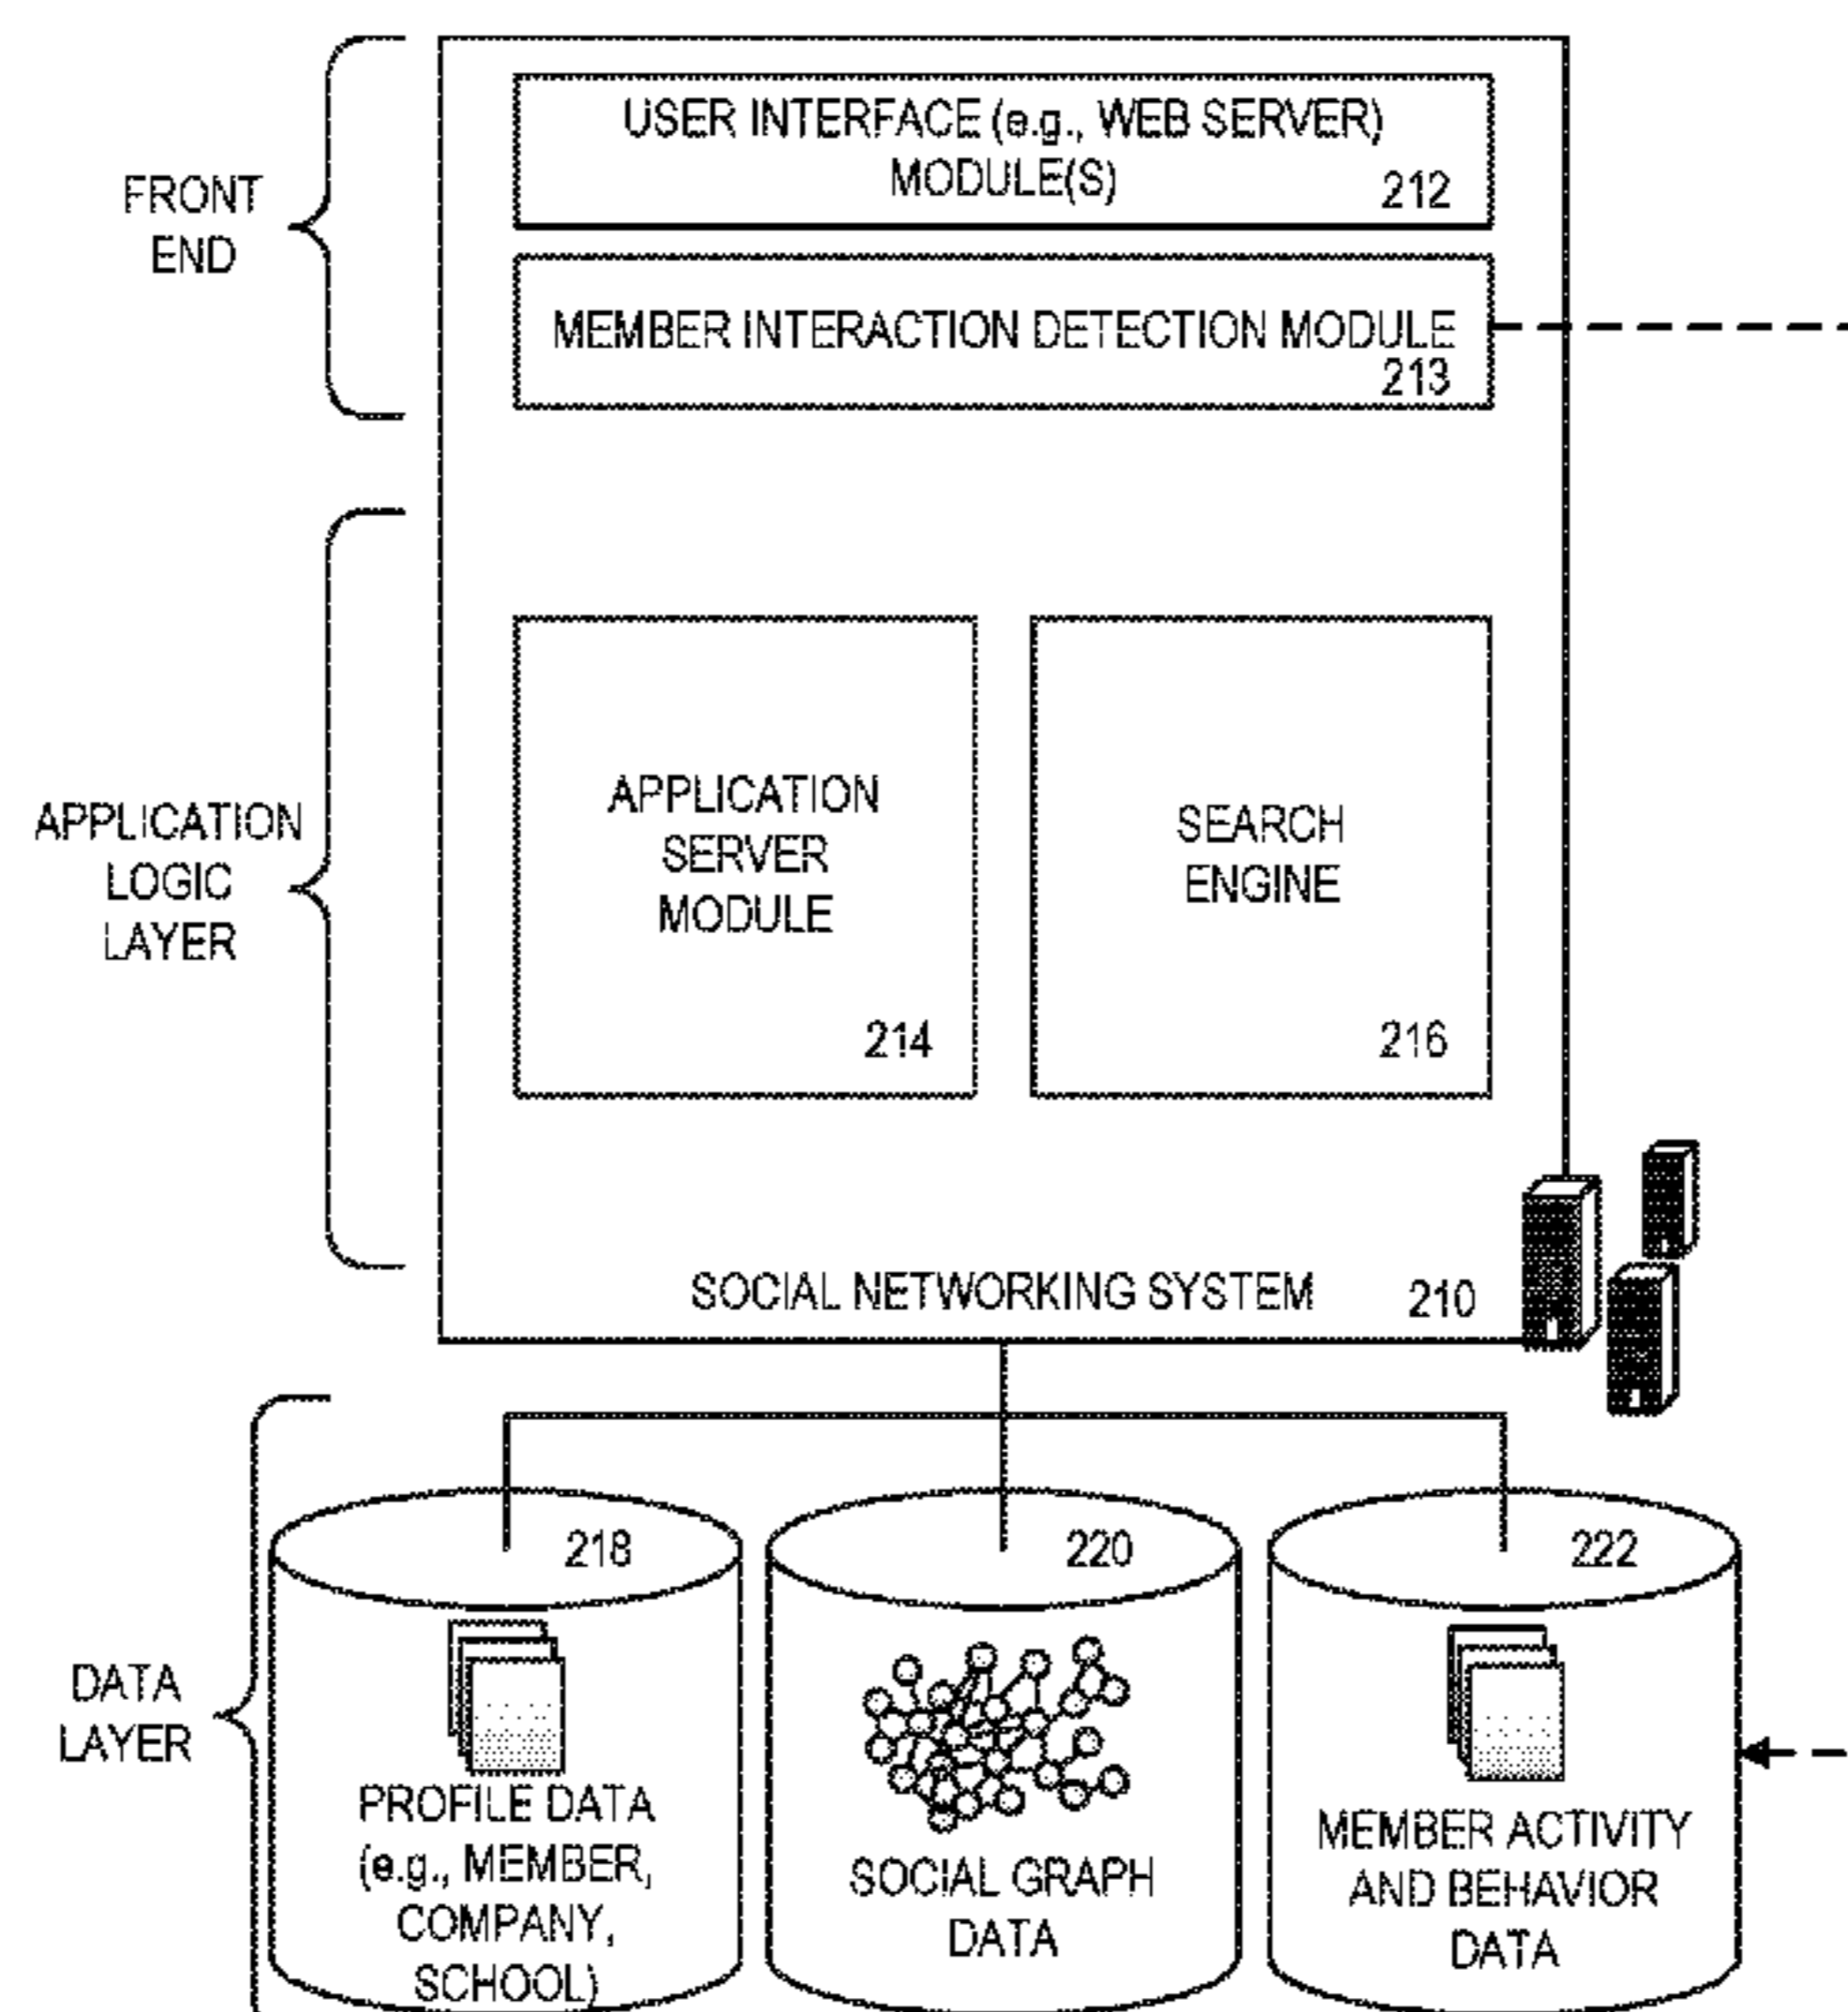 USER INTERFACE (e.g., WEB SERVER)
MODULE(S)
212
FRONT
END
MEMBER INTERACTION DETECTION MODULE
213
APPLICATION
LOGIC
LAYER
APPLICATION
SERVER
MODULE
214
SEARCH
ENGINE
216
SOCIAL NETWORKING SYSTEM
210
DATA
LAYER
218
PROFILE DATA
(e.g., MEMBER,
COMPANY,
SCHOOL)
220
SOCIAL GRAPH
DATA
222
MEMBER ACTIVITY
AND BEHAVIOR
DATA